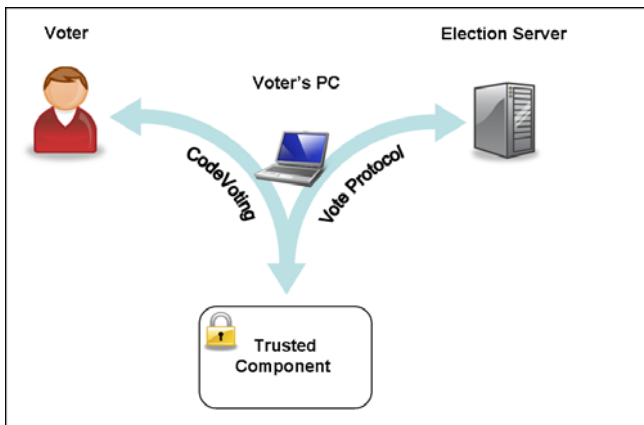 Voter
Election Server
Voter's PC
CodeVoting
Vote Protocol
Trusted
Component